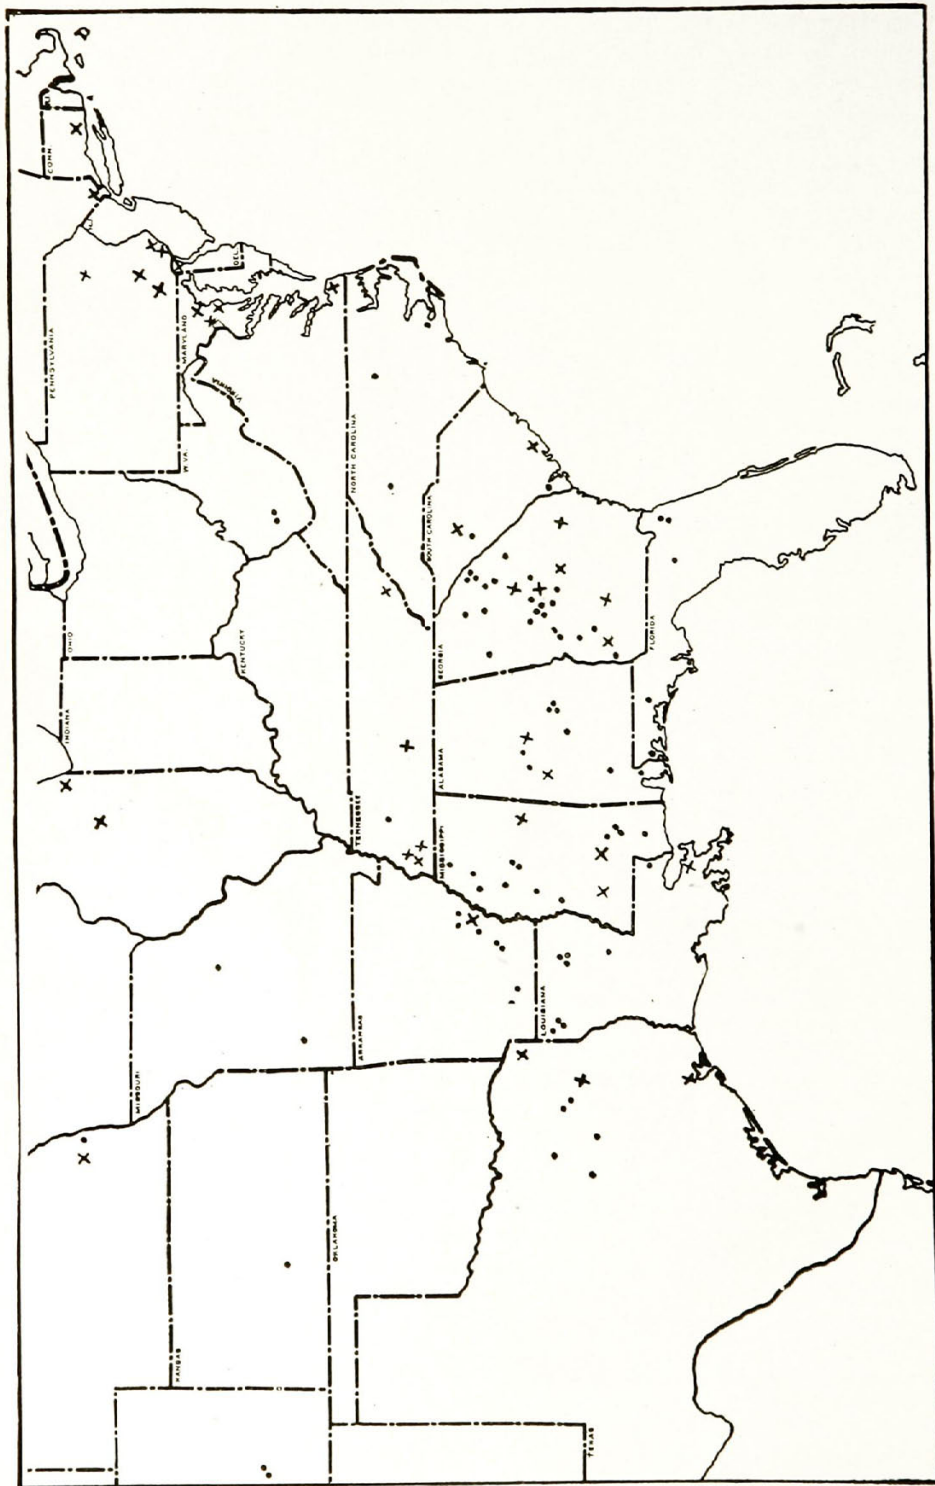 CONN.
R.I.
N.J.
PENNSYLVANIA
DEL.
MARYLAND
W. VA.
VIRGINIA
NORTH CAROLINA
SOUTH CAROLINA
OHIO
KENTUCKY
INDIANA
GEORGIA
FLORIDA
ALABAMA
TENNESSEE
MISSISSIPPI
LOUISIANA
ARKANSAS
MISSOURI
OKLAHOMA
KANSAS
TEXAS